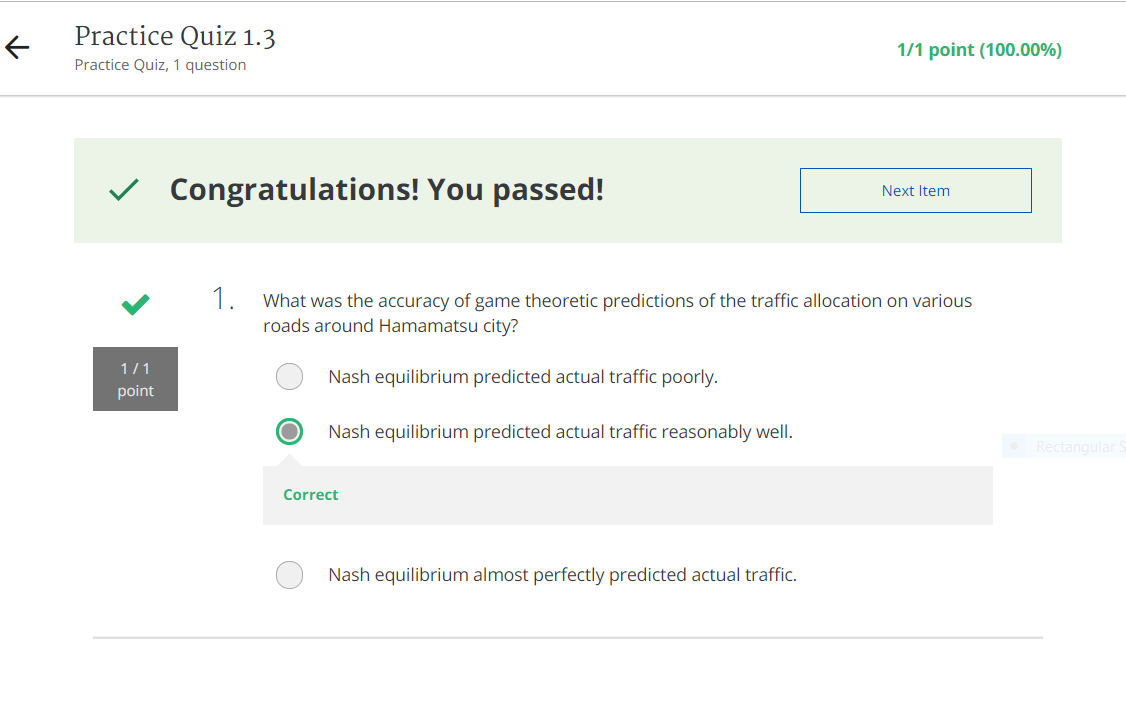 Practice Quiz 1.3
Practice Quiz, 1 question
1/1 point (100.00%)
Congratulations! You passed!
Next Item
1.
What was the accuracy of game theoretic predictions of the traffic allocation on various
roads around Hamamatsu city?
1 / 1
point
Nash equilibrium predicted actual traffic poorly.
Nash equilibrium predicted actual traffic reasonably well.
Rectangular S
Correct
Nash equilibrium almost perfectly predicted actual traffic.